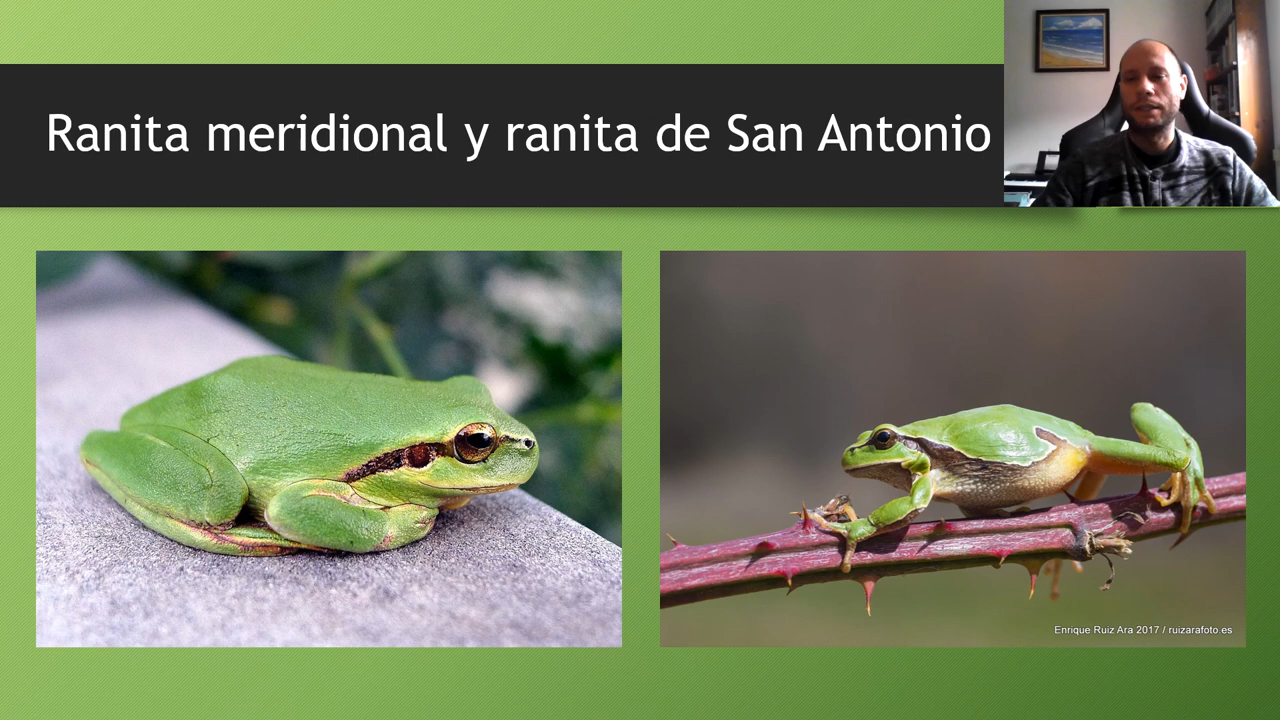 Ranita meridional y ranita de San Antonio
Enrique Ruiz Ara 2017 / ruizarafoto.es